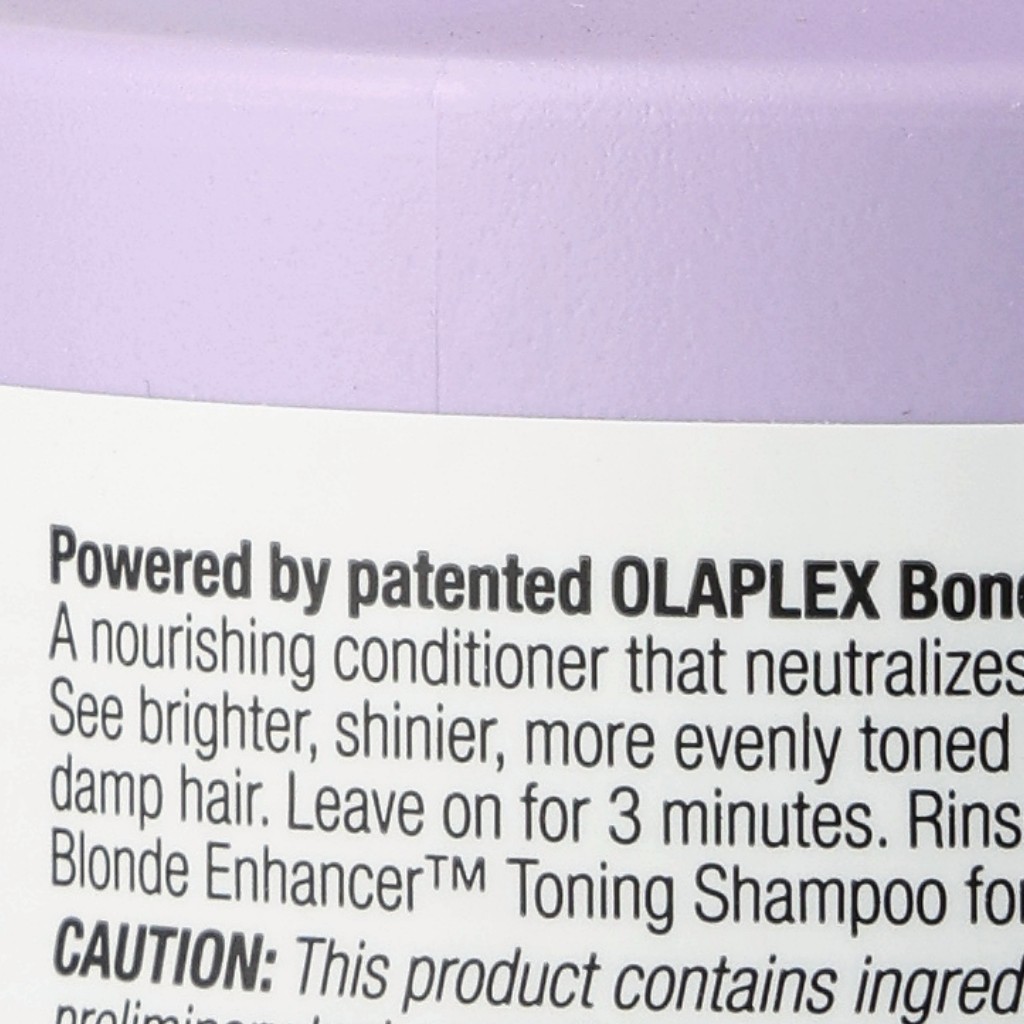 Powered by patented OLAPLEX
A nourishing conditioner that neutralizes
See brighter, shinier, more evenly toned
damp hair. Leave on for 3 minutes.
Blonde Enhancer™ Toning Shampoo
CAUTION: This product contains